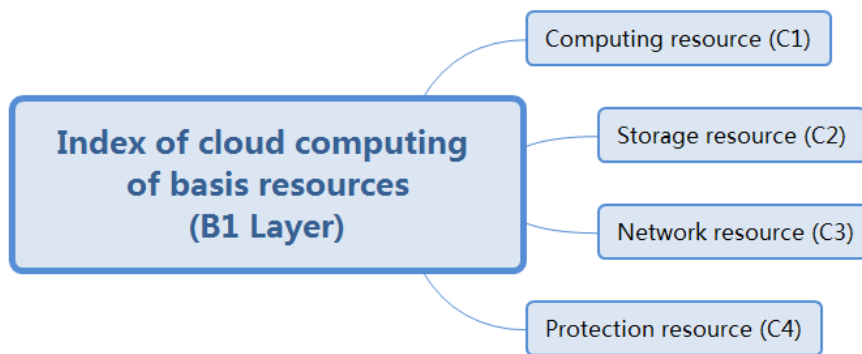 Index of cloud computing
of basis resources
(B1 Layer)
Computing resource (C1)
Storage resource (C2)
Network resource (C3)
Protection resource (C4)